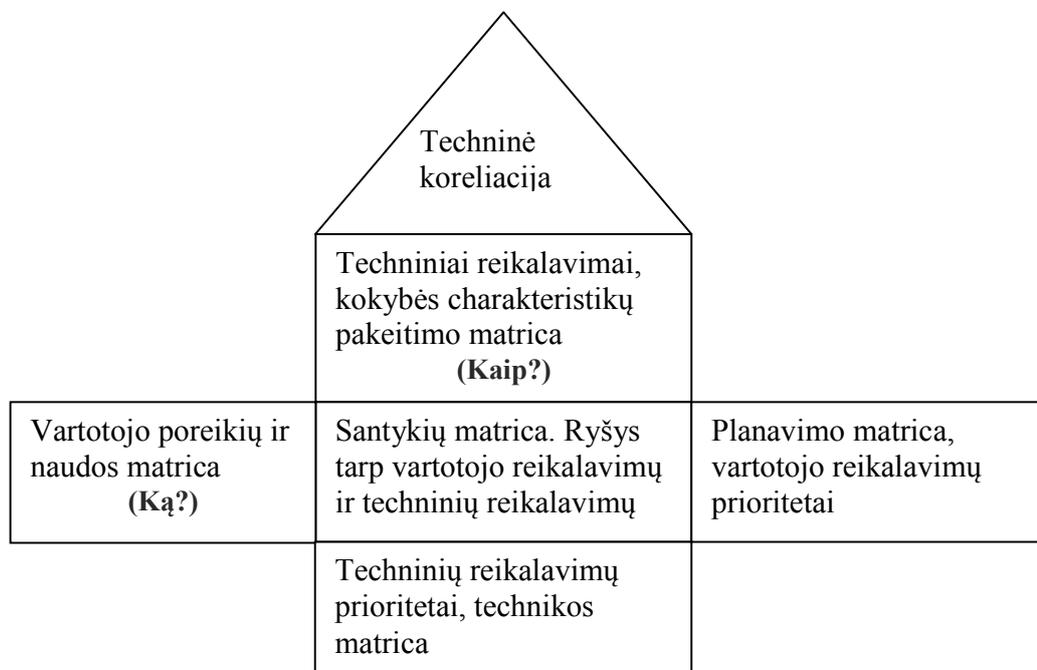 Techninė
koreliacija
Techniniai reikalavimai,
kokybės charakteristikų
pakeitimo matrica
(Kaip?)
Vartotojo poreikių ir
naudos matrica
(Ką?)
Santykių matrica. Ryšys
tarp vartotojo reikalavimų
ir techninių reikalavimų
Planavimo matrica,
vartotojo reikalavimų
prioritetai
Techninių reikalavimų
prioritetai, technikos
matrica